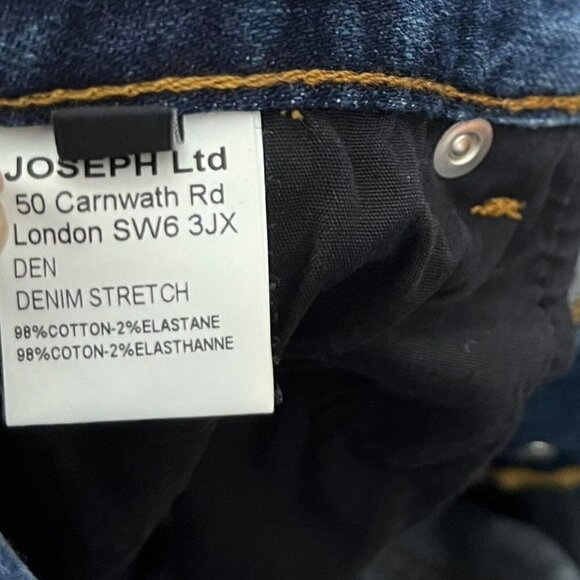 JOSEPH Ltd
50 Carnwath Rd
London SW6 3JX
DEN
DENIM STRETCH
98%COTTON-2%ELASTANE
98%COTON-2%ELASTHANNE